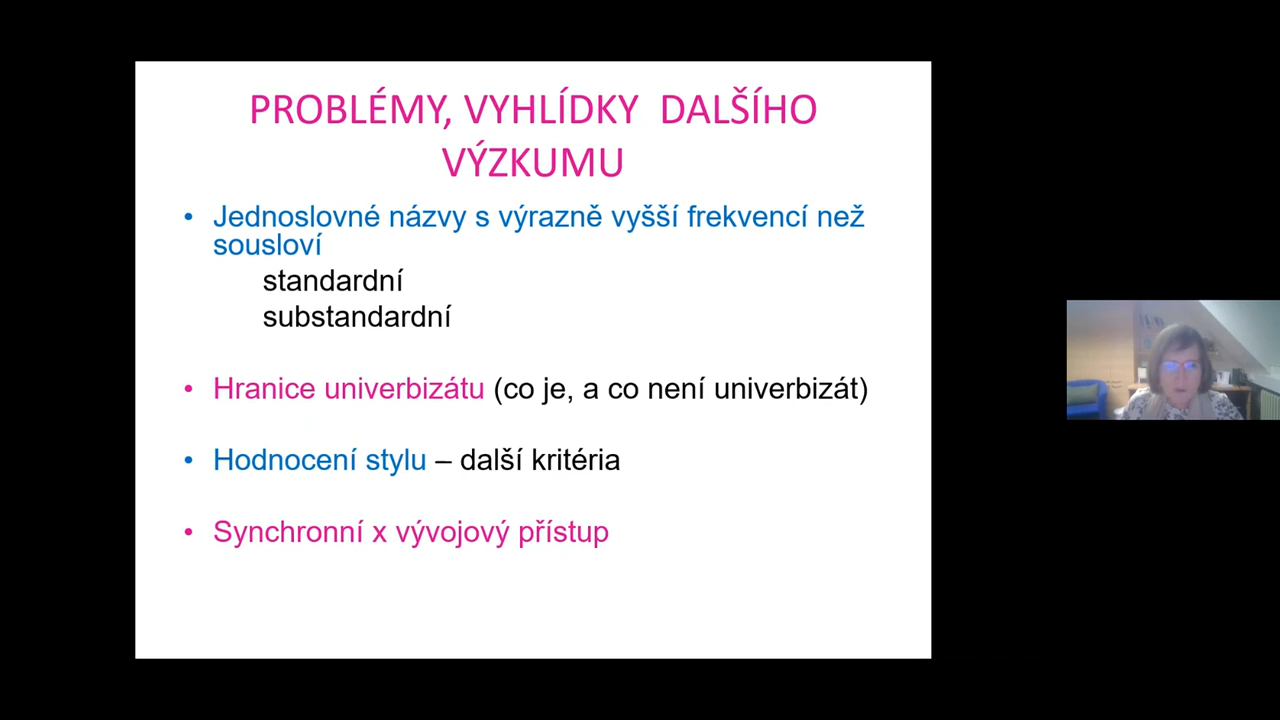 PROBLÉMY, VYHLÍDKY DALŠÍHO
VÝZKUMU
• Jednoslovné názvy s výrazně vyšší frekvencí než
sousloví
standardní
substandardní
• Hranice univerbizátu (co je, a co není univerbizát)
• Hodnocení stylu – další kritéria
• Synchronní x vývojový přístup